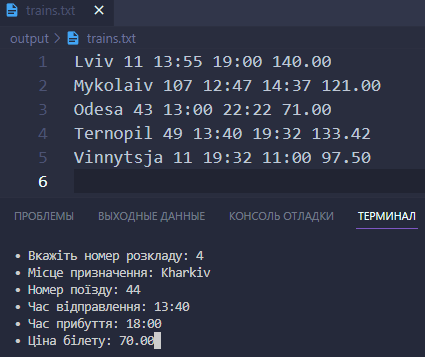 trains.txt
output > trains.txt
1 Lviv 11 13:55 19:00 140.00
2 Mykolaiv 107 12:47 14:37 121.00
3 Odesa 43 13:00 22:22 71.00
4 Ternopil 49 13:40 19:32 133.42
5 Vinnytsja 11 19:32 11:00 97.50
6
ПРОБЛЕМЫ ВЫХОДНЫЕ ДАННЫЕ КОНСОЛЬ ОТЛАДКИ ТЕРМИНАЛ
• Вкажіть номер розкладу: 4
• Місце призначення: Kharkiv
• Номер поїзду: 44
• Час відправлення: 13:40
• Час прибуття: 18:00
• Ціна білету: 70.00